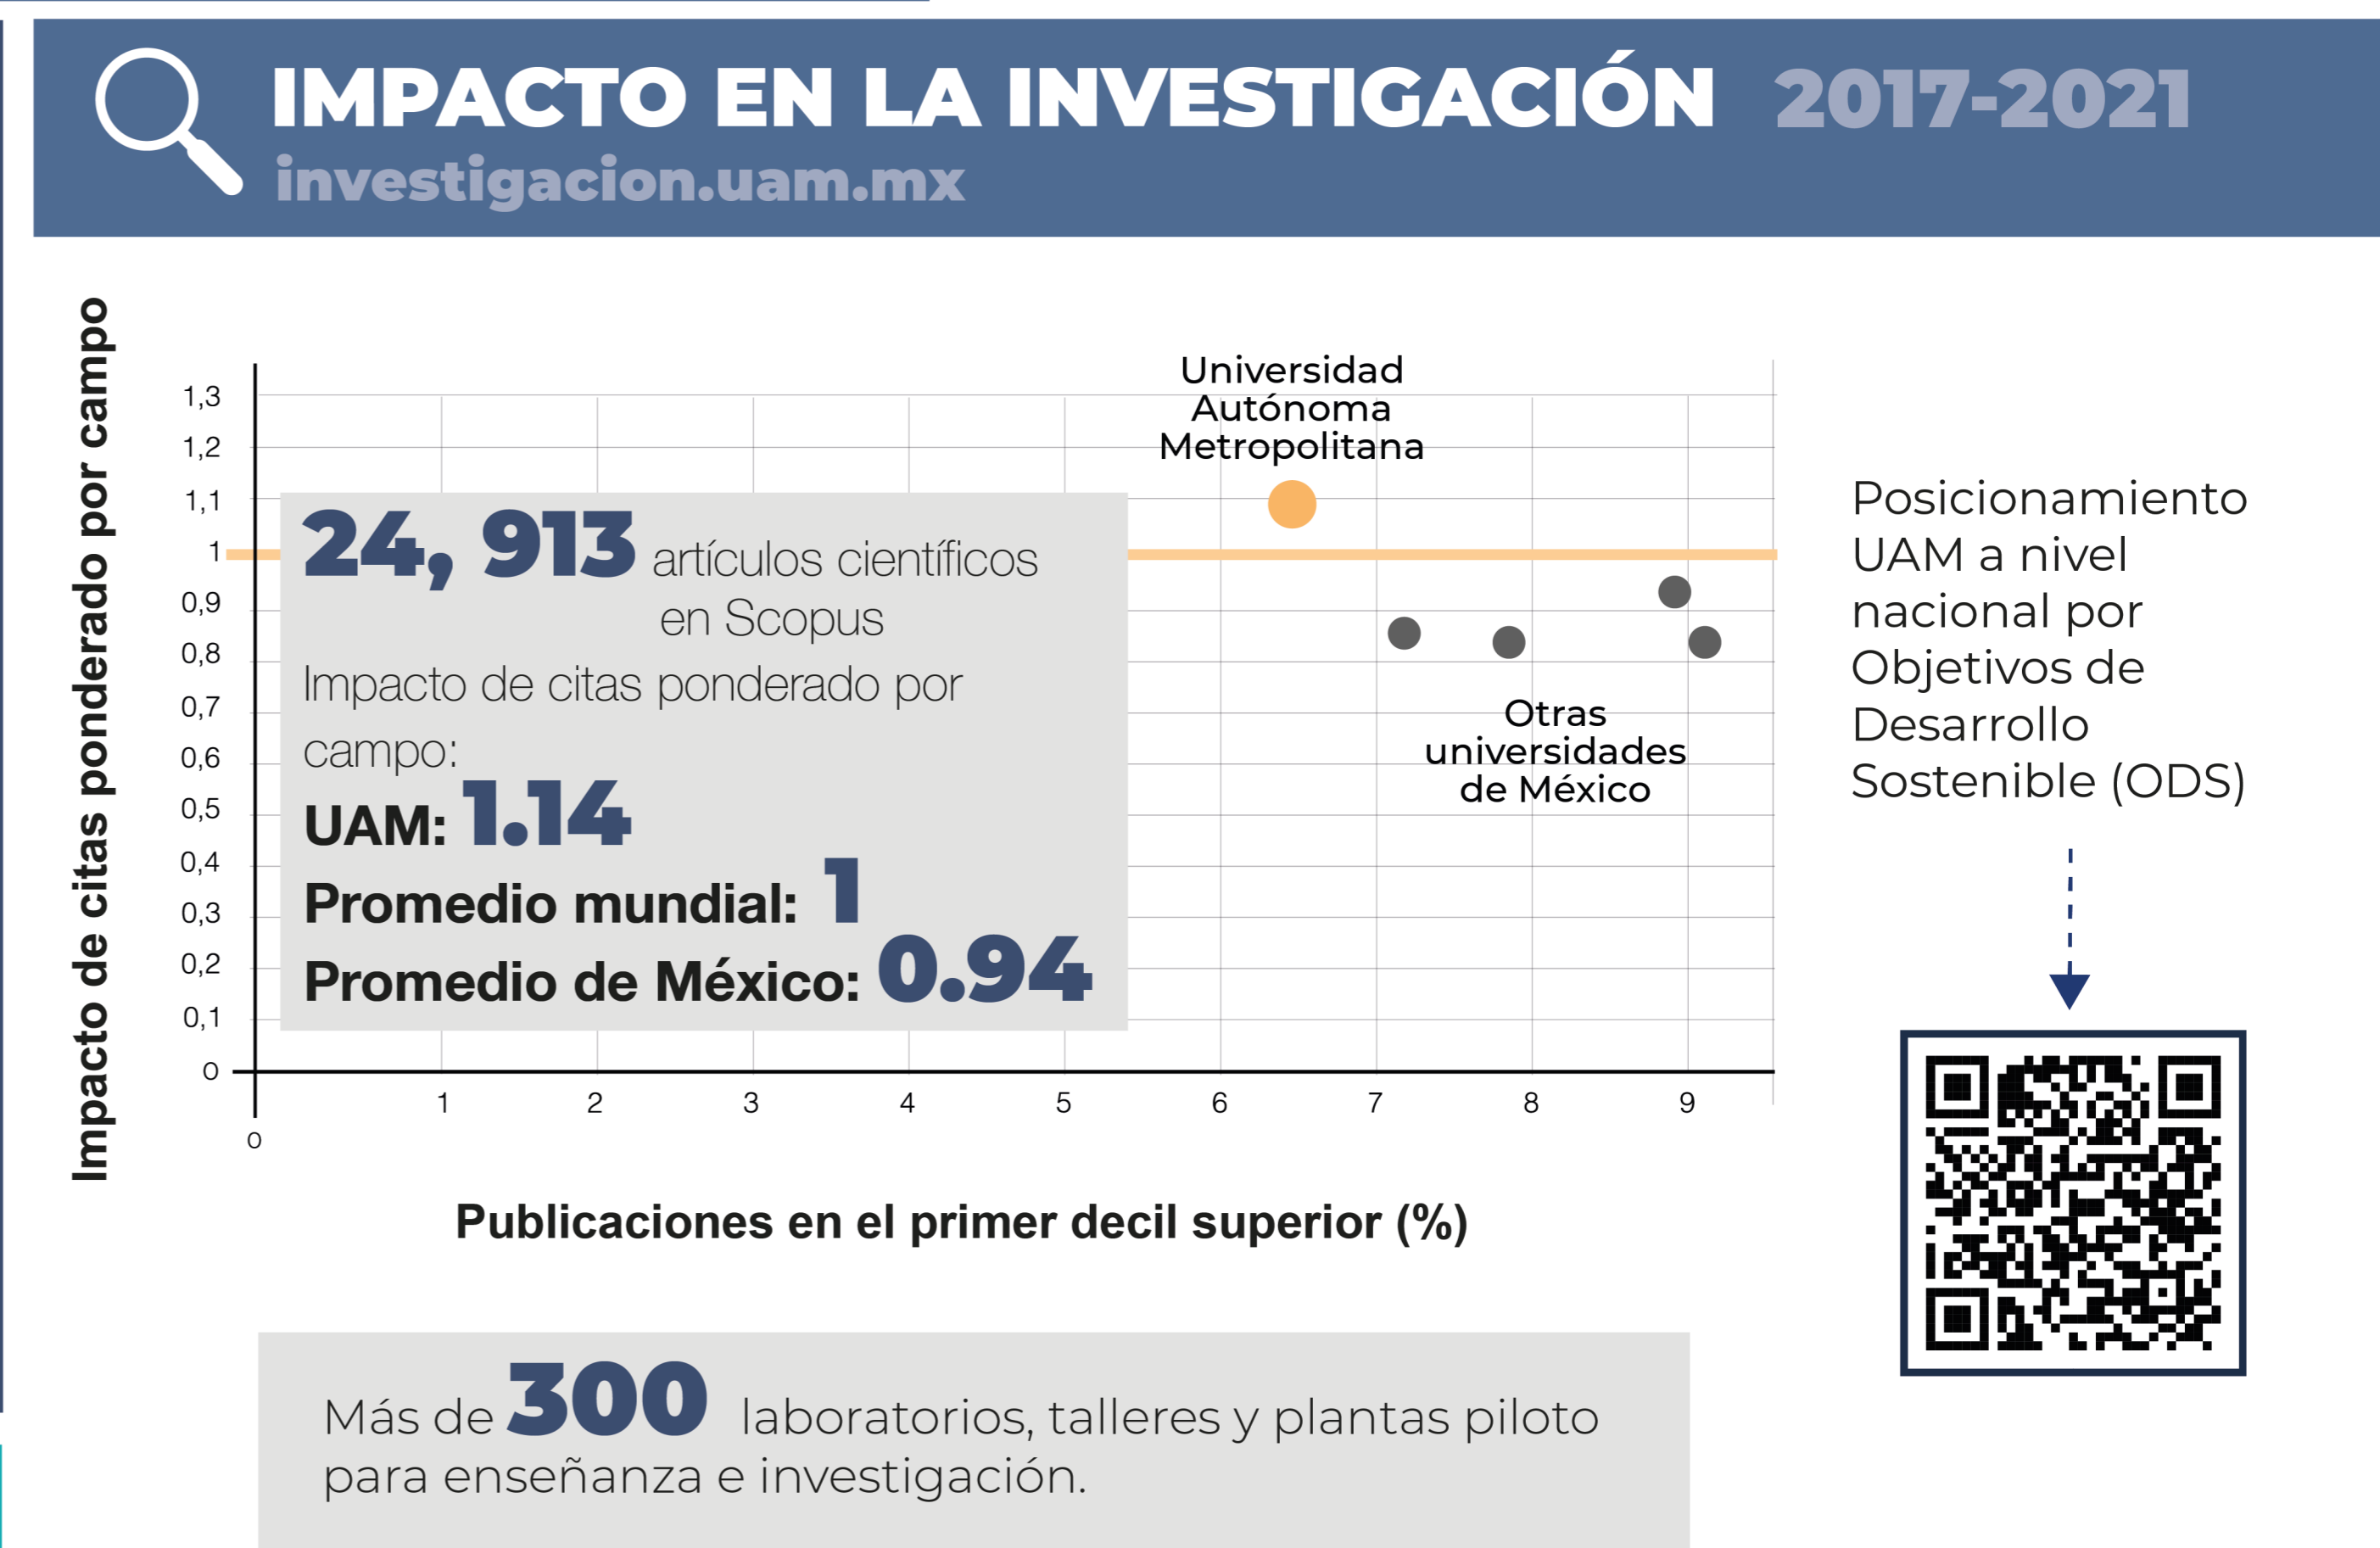 IMPACTO EN LA INVESTIGACIÓN 2017-2021
investigacion.uam.mx
Impacto de citas ponderado por campo
1,3
1,2
1,1
1
0,9
0,8
0,7
0,6
0,5
0,4
0,3
0,2
0,1
0
Universidad
Autónoma
Metropolitana
24, 913 artículos científicos
en Scopus
Impacto de citas ponderado por
campo:
UAM: 1.14
Promedio mundial: 1
Promedio de México: 0.94
Otras
universidades
de México
0 1 2 3 4 5 6 7 8 9
Publicaciones en el primer decil superior (%)
Posicionamiento
UAM a nivel
nacional por
Objetivos de
Desarrollo
Sostenible (ODS)
Más de 300 laboratorios, talleres y plantas piloto
para enseñanza e investigación.